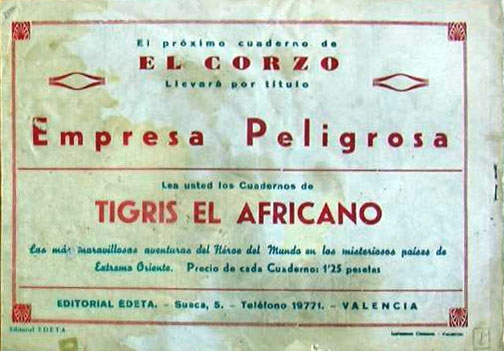 El próximo cuaderno de
EL CORZO
Llevará por título
Empresa Peligrosa
Lea usted los Cuadernos de
TIGRIS EL AFRICANO
Las más maravillosas aventuras del Héroe del Mundo en los misteriosos países de
Extremo Oriente. Precio de cada Cuaderno: 1'25 pesetas
EDITORIAL EDETA. - Sueca, 5. - Teléfono 19771. - VALENCIA
Editorial EDETA